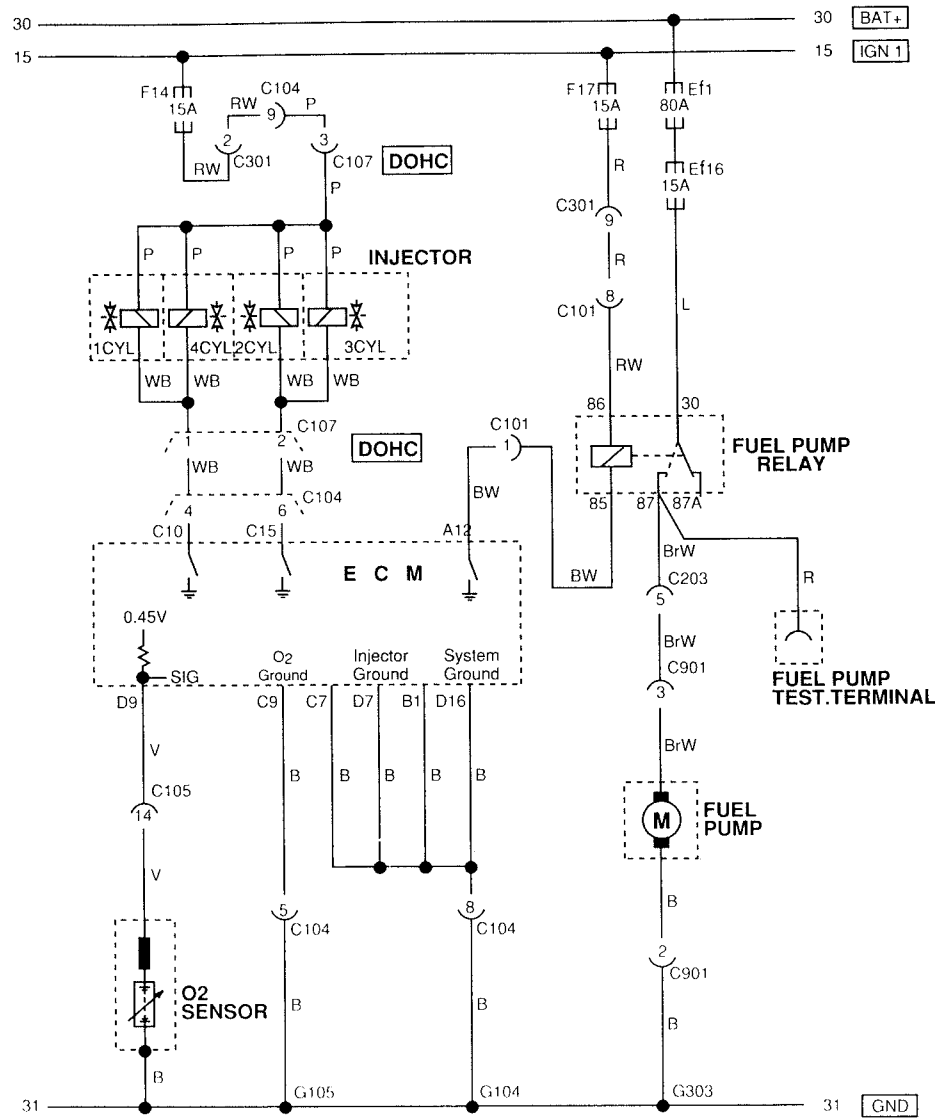 30 30 BAT+
15 15 IGN 1
F14 15A RW C104 9 P F17 15A Ef1 80A
2 3
RW C301 C107 DOHC R Ef16 15A
P C301 9
P P P P INJECTOR R
C101 8 L
1CYL 4CYL 2CYL 3CYL
WB WB WB WB RW
86 30
C107 C101
1 2 DOHC 1 FUEL PUMP
RELAY
WB WB C104 BW
4 6 85 87 87A
C10 C15 A12
BrW
E C M BW C203 R
5
0.45V
BrW
SIG O2 Ground Injector Ground System Ground C901
3 FUEL PUMP
TEST.TERMINAL
D9 C9 C7 D7 B1 D16
V BrW
B B B B B
C105
14 M FUEL
PUMP
V B
5 8
C104 C104
2
C901
O2
SENSOR B B B
B G105 G104 G303
31 31 GND